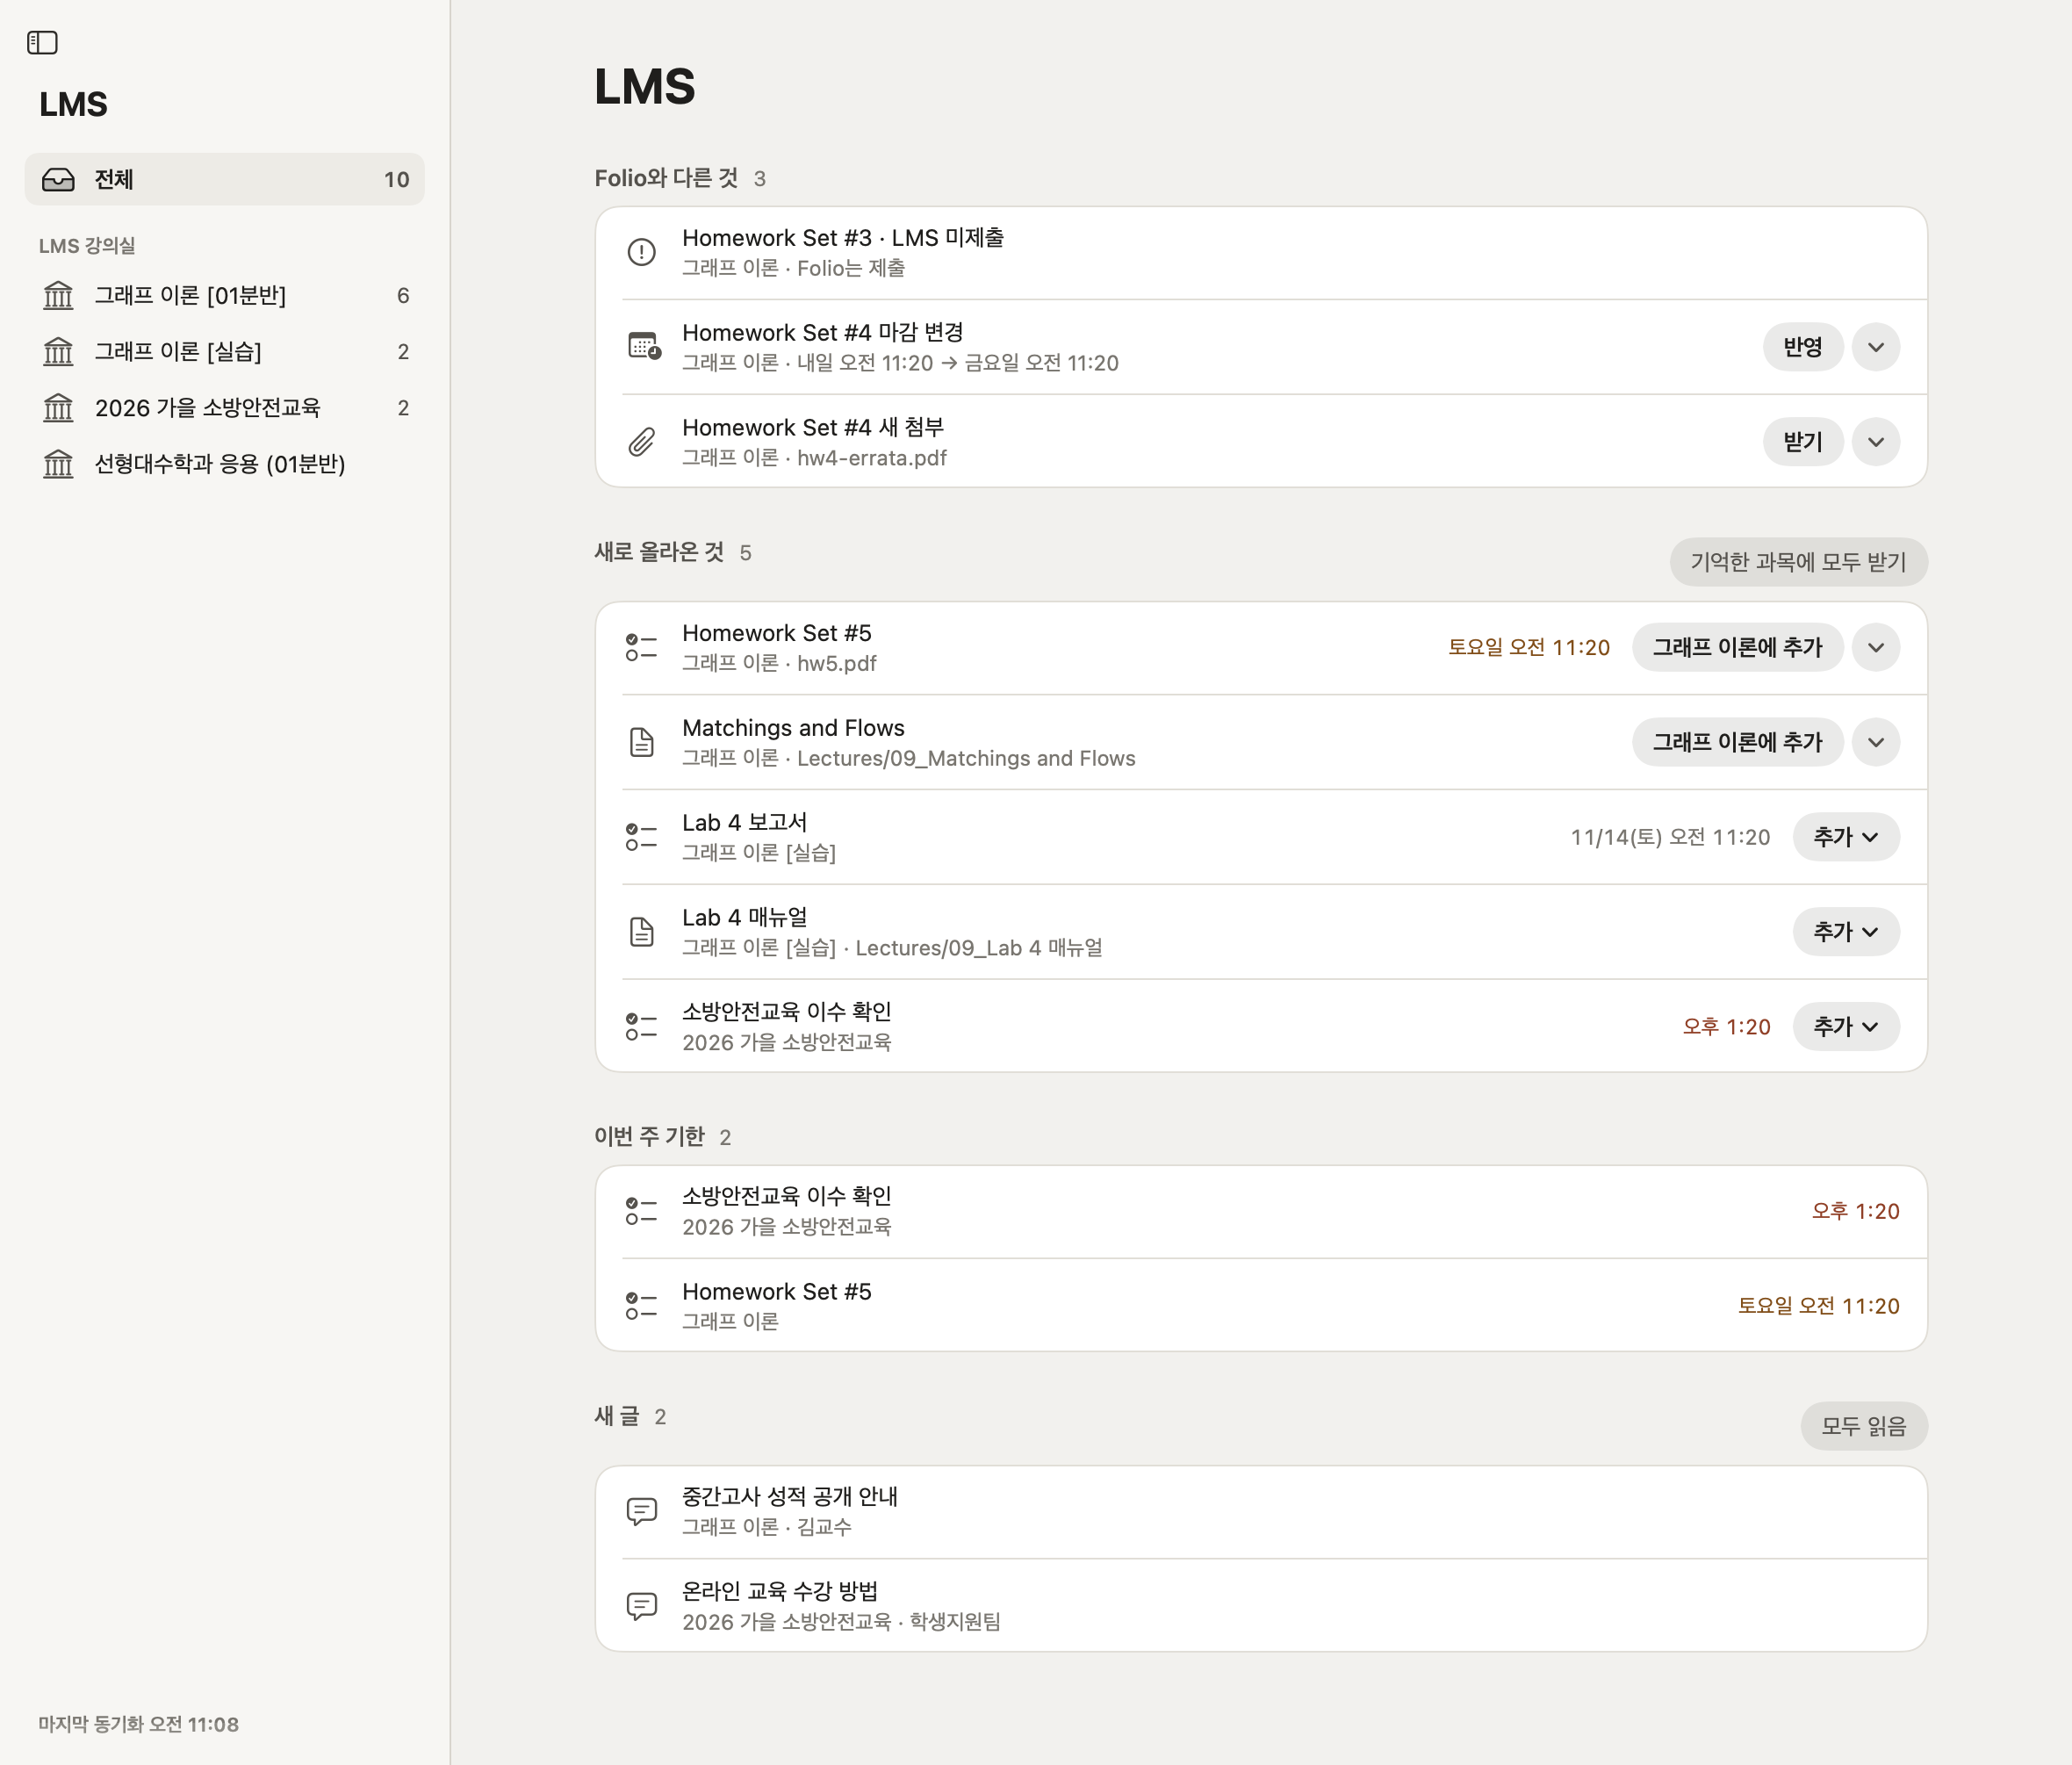 LMS
전체 10
LMS 강의실
그래프 이론 [01분반] 6
그래프 이론 [실습] 2
2026 가을 소방안전교육 2
선형대수학과 응용 (01분반)
마지막 동기화 오전 11:08
LMS
Folio와 다른 것 3
Homework Set #3 · LMS 미제출
그래프 이론 · Folio는 제출
Homework Set #4 마감 변경
그래프 이론 · 내일 오전 11:20 → 금요일 오전 11:20
반영
Homework Set #4 새 첨부
그래프 이론 · hw4-errata.pdf
받기
새로 올라온 것 5
기억한 과목에 모두 받기
Homework Set #5
그래프 이론 · hw5.pdf
토요일 오전 11:20
그래프 이론에 추가
Matchings and Flows
그래프 이론 · Lectures/09_Matchings and Flows
그래프 이론에 추가
Lab 4 보고서
그래프 이론 [실습]
11/14(토) 오전 11:20
추가
Lab 4 매뉴얼
그래프 이론 [실습] · Lectures/09_Lab 4 매뉴얼
추가
소방안전교육 이수 확인
2026 가을 소방안전교육
오후 1:20
추가
이번 주 기한 2
소방안전교육 이수 확인
2026 가을 소방안전교육
오후 1:20
Homework Set #5
그래프 이론
토요일 오전 11:20
새 글 2
모두 읽음
중간고사 성적 공개 안내
그래프 이론 · 김교수
온라인 교육 수강 방법
2026 가을 소방안전교육 · 학생지원팀